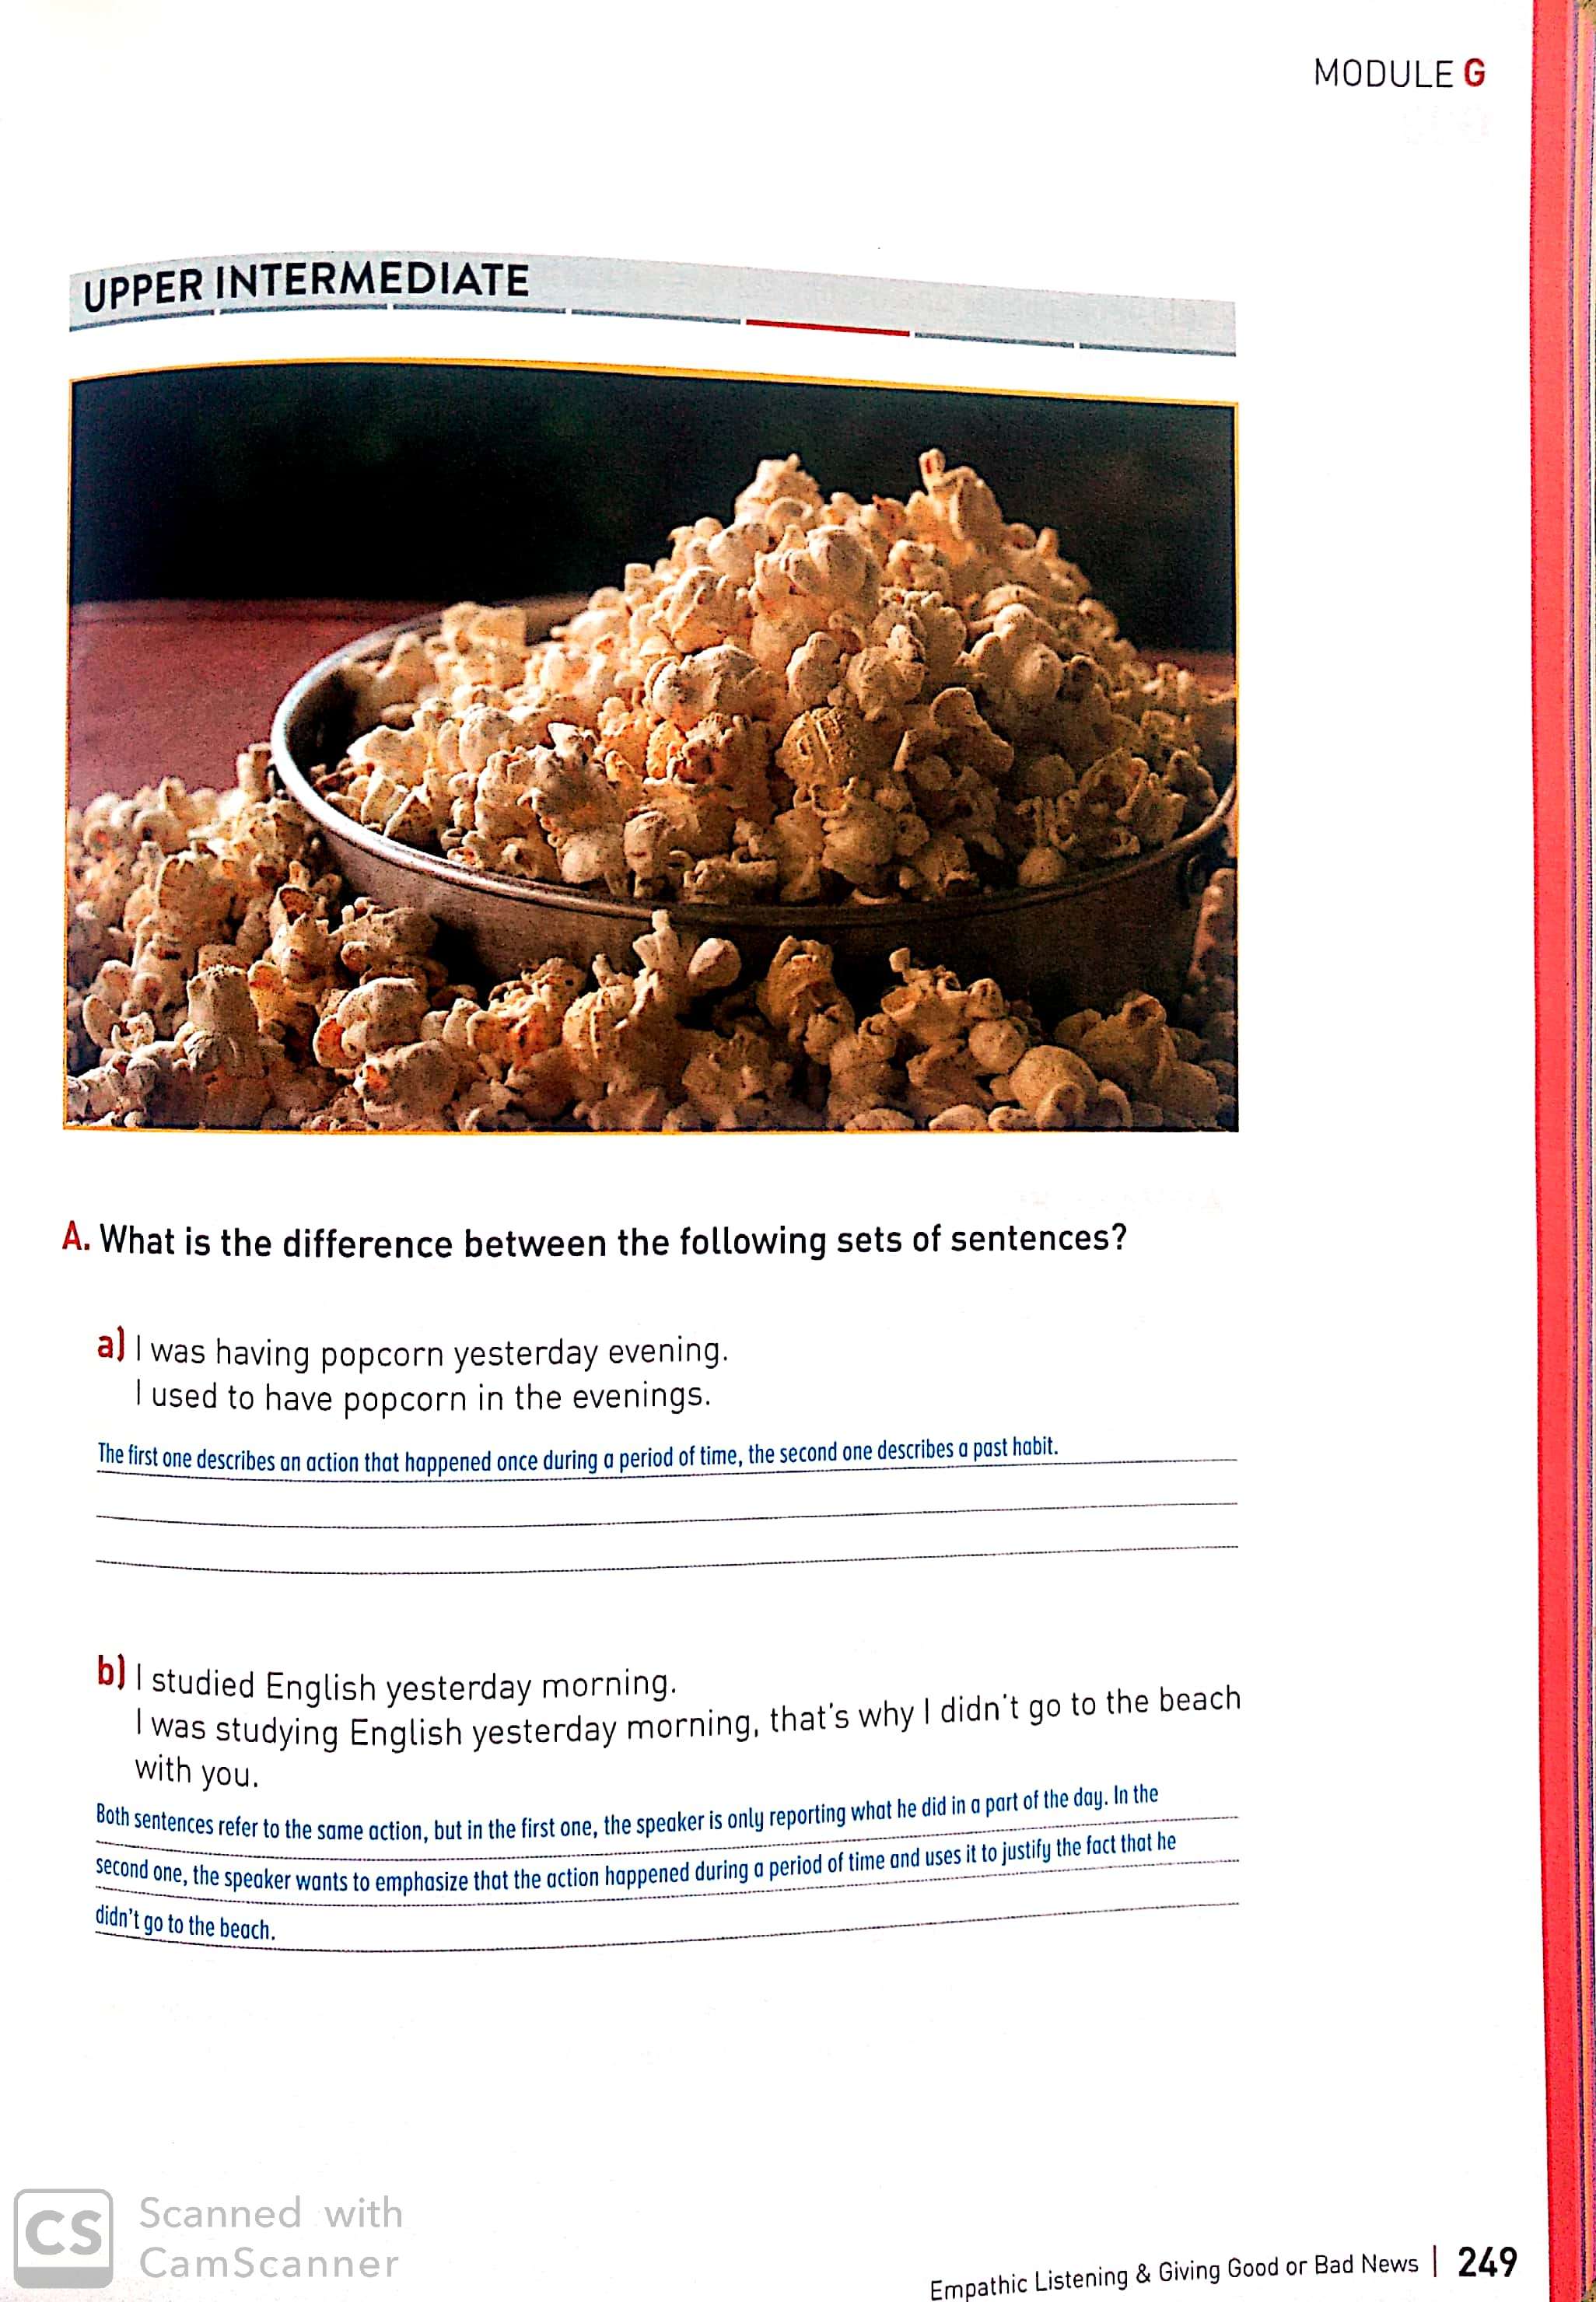 MODULE G
UPPER INTERMEDIATE
A. What is the difference between the following sets of sentences?
a) I was having popcorn yesterday evening.
I used to have popcorn in the evenings.
The first one describes an action that happened once during a period of time, the second one describes a past habit.
b) I studied English yesterday morning.
I was studying English yesterday morning, that's why I didn't go to the beach
with you.
Both sentences refer to the same action, but in the first one, the speaker is only reporting what he did in a part of the day. In the
second one, the speaker wants to emphasize that the action happened during a period of time and uses it to justify the fact that he
didn't go to the beach.
CS Scanned with
CamScanner
Empathic Listening & Giving Good or Bad News | 249